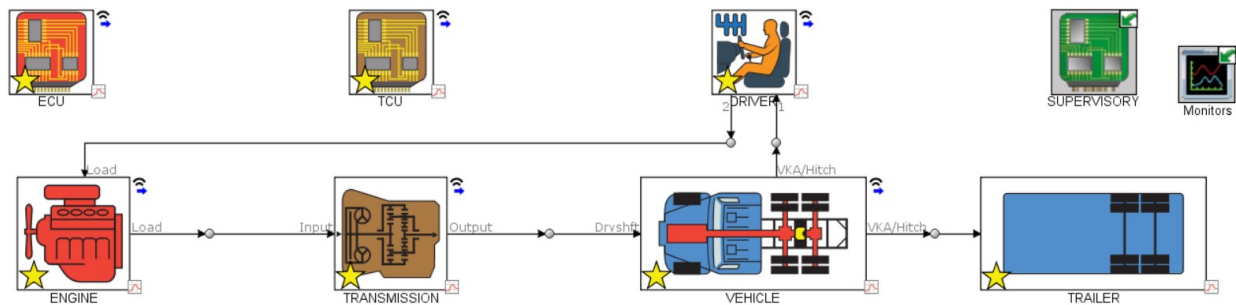 ECU
TCU
DRIVER
SUPERVISORY
Monitors
2
1
Load
VKA/Hitch
Load
Input
Output
Drvshft
VKA/Hitch
ENGINE
TRANSMISSION
VEHICLE
TRAILER